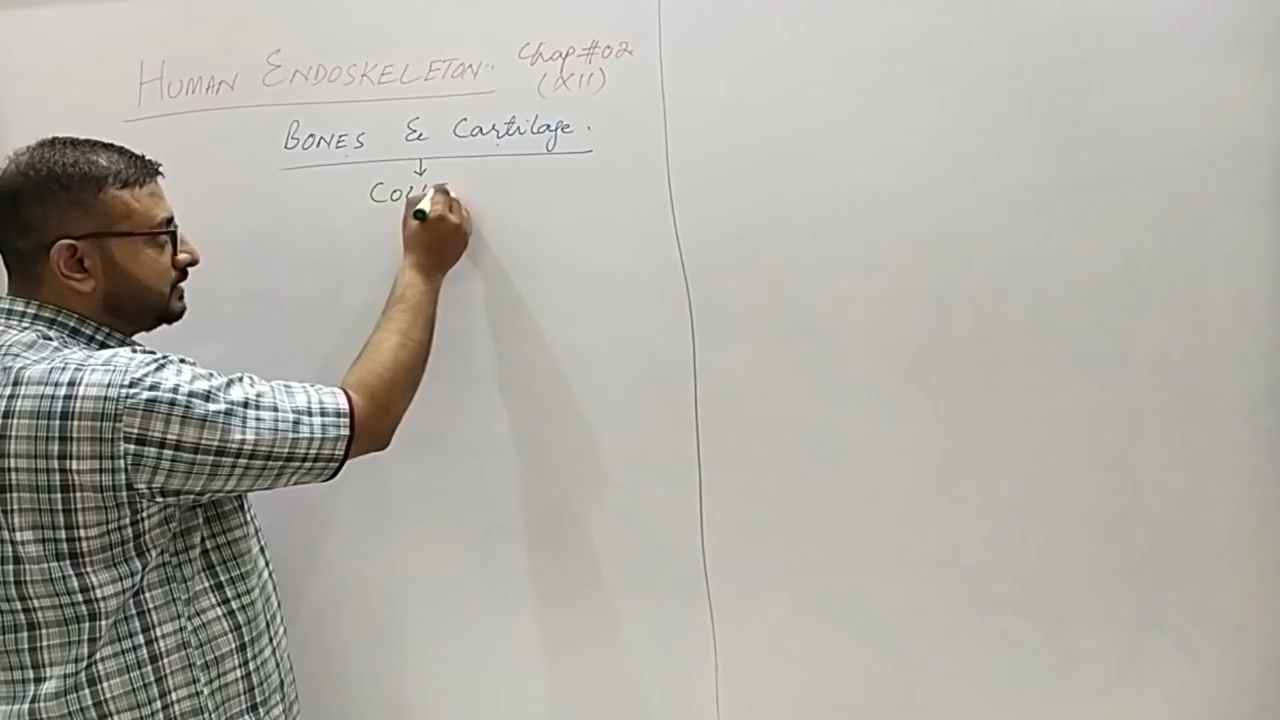 HUMAN ENDOSKELETON:: Chap#02
(XII)
BONES & Cartilage.